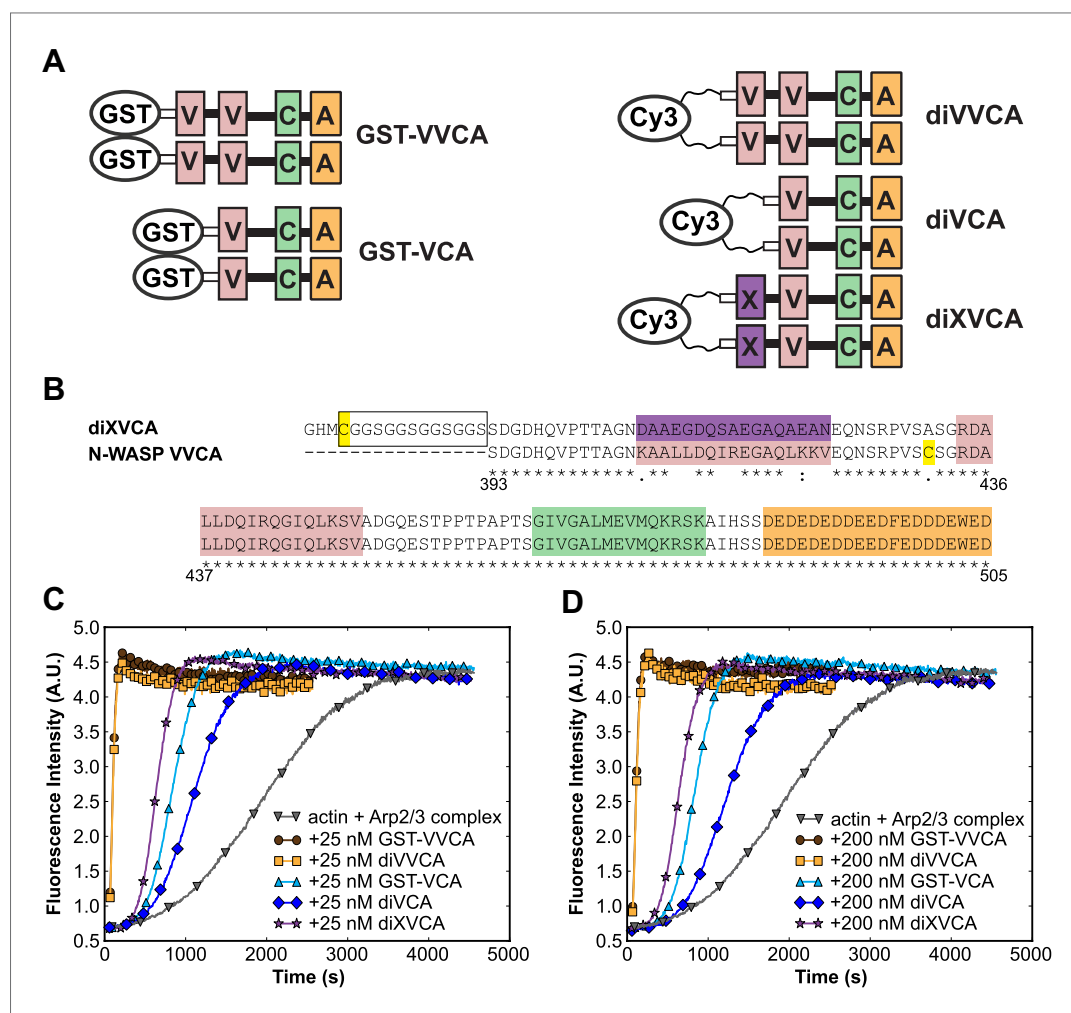 A
GST V V C A
GST V V C A
GST-VVCA
GST V C A
GST V C A
GST-VCA
Cy3 V V C A
V V C A
diVVCA
Cy3 V C A
V C A
diVCA
Cy3 X V C A
X V C A
diXVCA
B
diXVCA GHMCGGSGGSGGSGGSSDGDHQVPTTAGNDAAEGDQSAEGAQAEANEQNSRPVSASGRDA
N-WASP VVCA ----------------SDGDHQVPTTAGNKAALLDQIREGAQLKKVEQNSRPVSCSGRDA
393 436
LLDQIRQGIQLKSVADGQESTPPTPAPTSGIVGALMEVMQKRSKAIHSSDEDEDEDDEEDFEDDDEWED
LLDQIRQGIQLKSVADGQESTPPTPAPTSGIVGALMEVMQKRSKAIHSSDEDEDEDDEEDFEDDDEWED
437 505
C
Fluorescence Intensity (A.U.)
5.0
4.5
4.0
3.5
3.0
2.5
2.0
1.5
1.0
0.5
actin + Arp2/3 complex
+25 nM GST-VVCA
+25 nM diVVCA
+25 nM GST-VCA
+25 nM diVCA
+25 nM diXVCA
0 1000 2000 3000 4000 5000
Time (s)
D
Fluorescence Intensity (A.U.)
5.0
4.5
4.0
3.5
3.0
2.5
2.0
1.5
1.0
0.5
actin + Arp2/3 complex
+200 nM GST-VVCA
+200 nM diVVCA
+200 nM GST-VCA
+200 nM diVCA
+200 nM diXVCA
0 1000 2000 3000 4000 5000
Time (s)